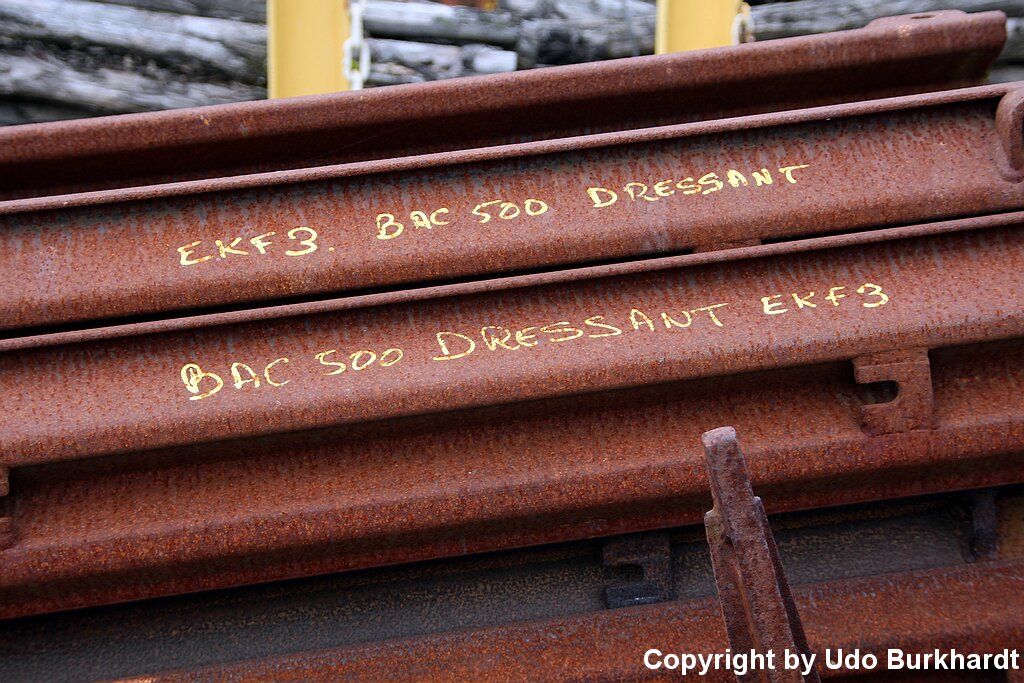 EKF3. BAC 500 DRESSANT
BAC 500 DRESSANT EKF3
Copyright by Udo Burkhardt